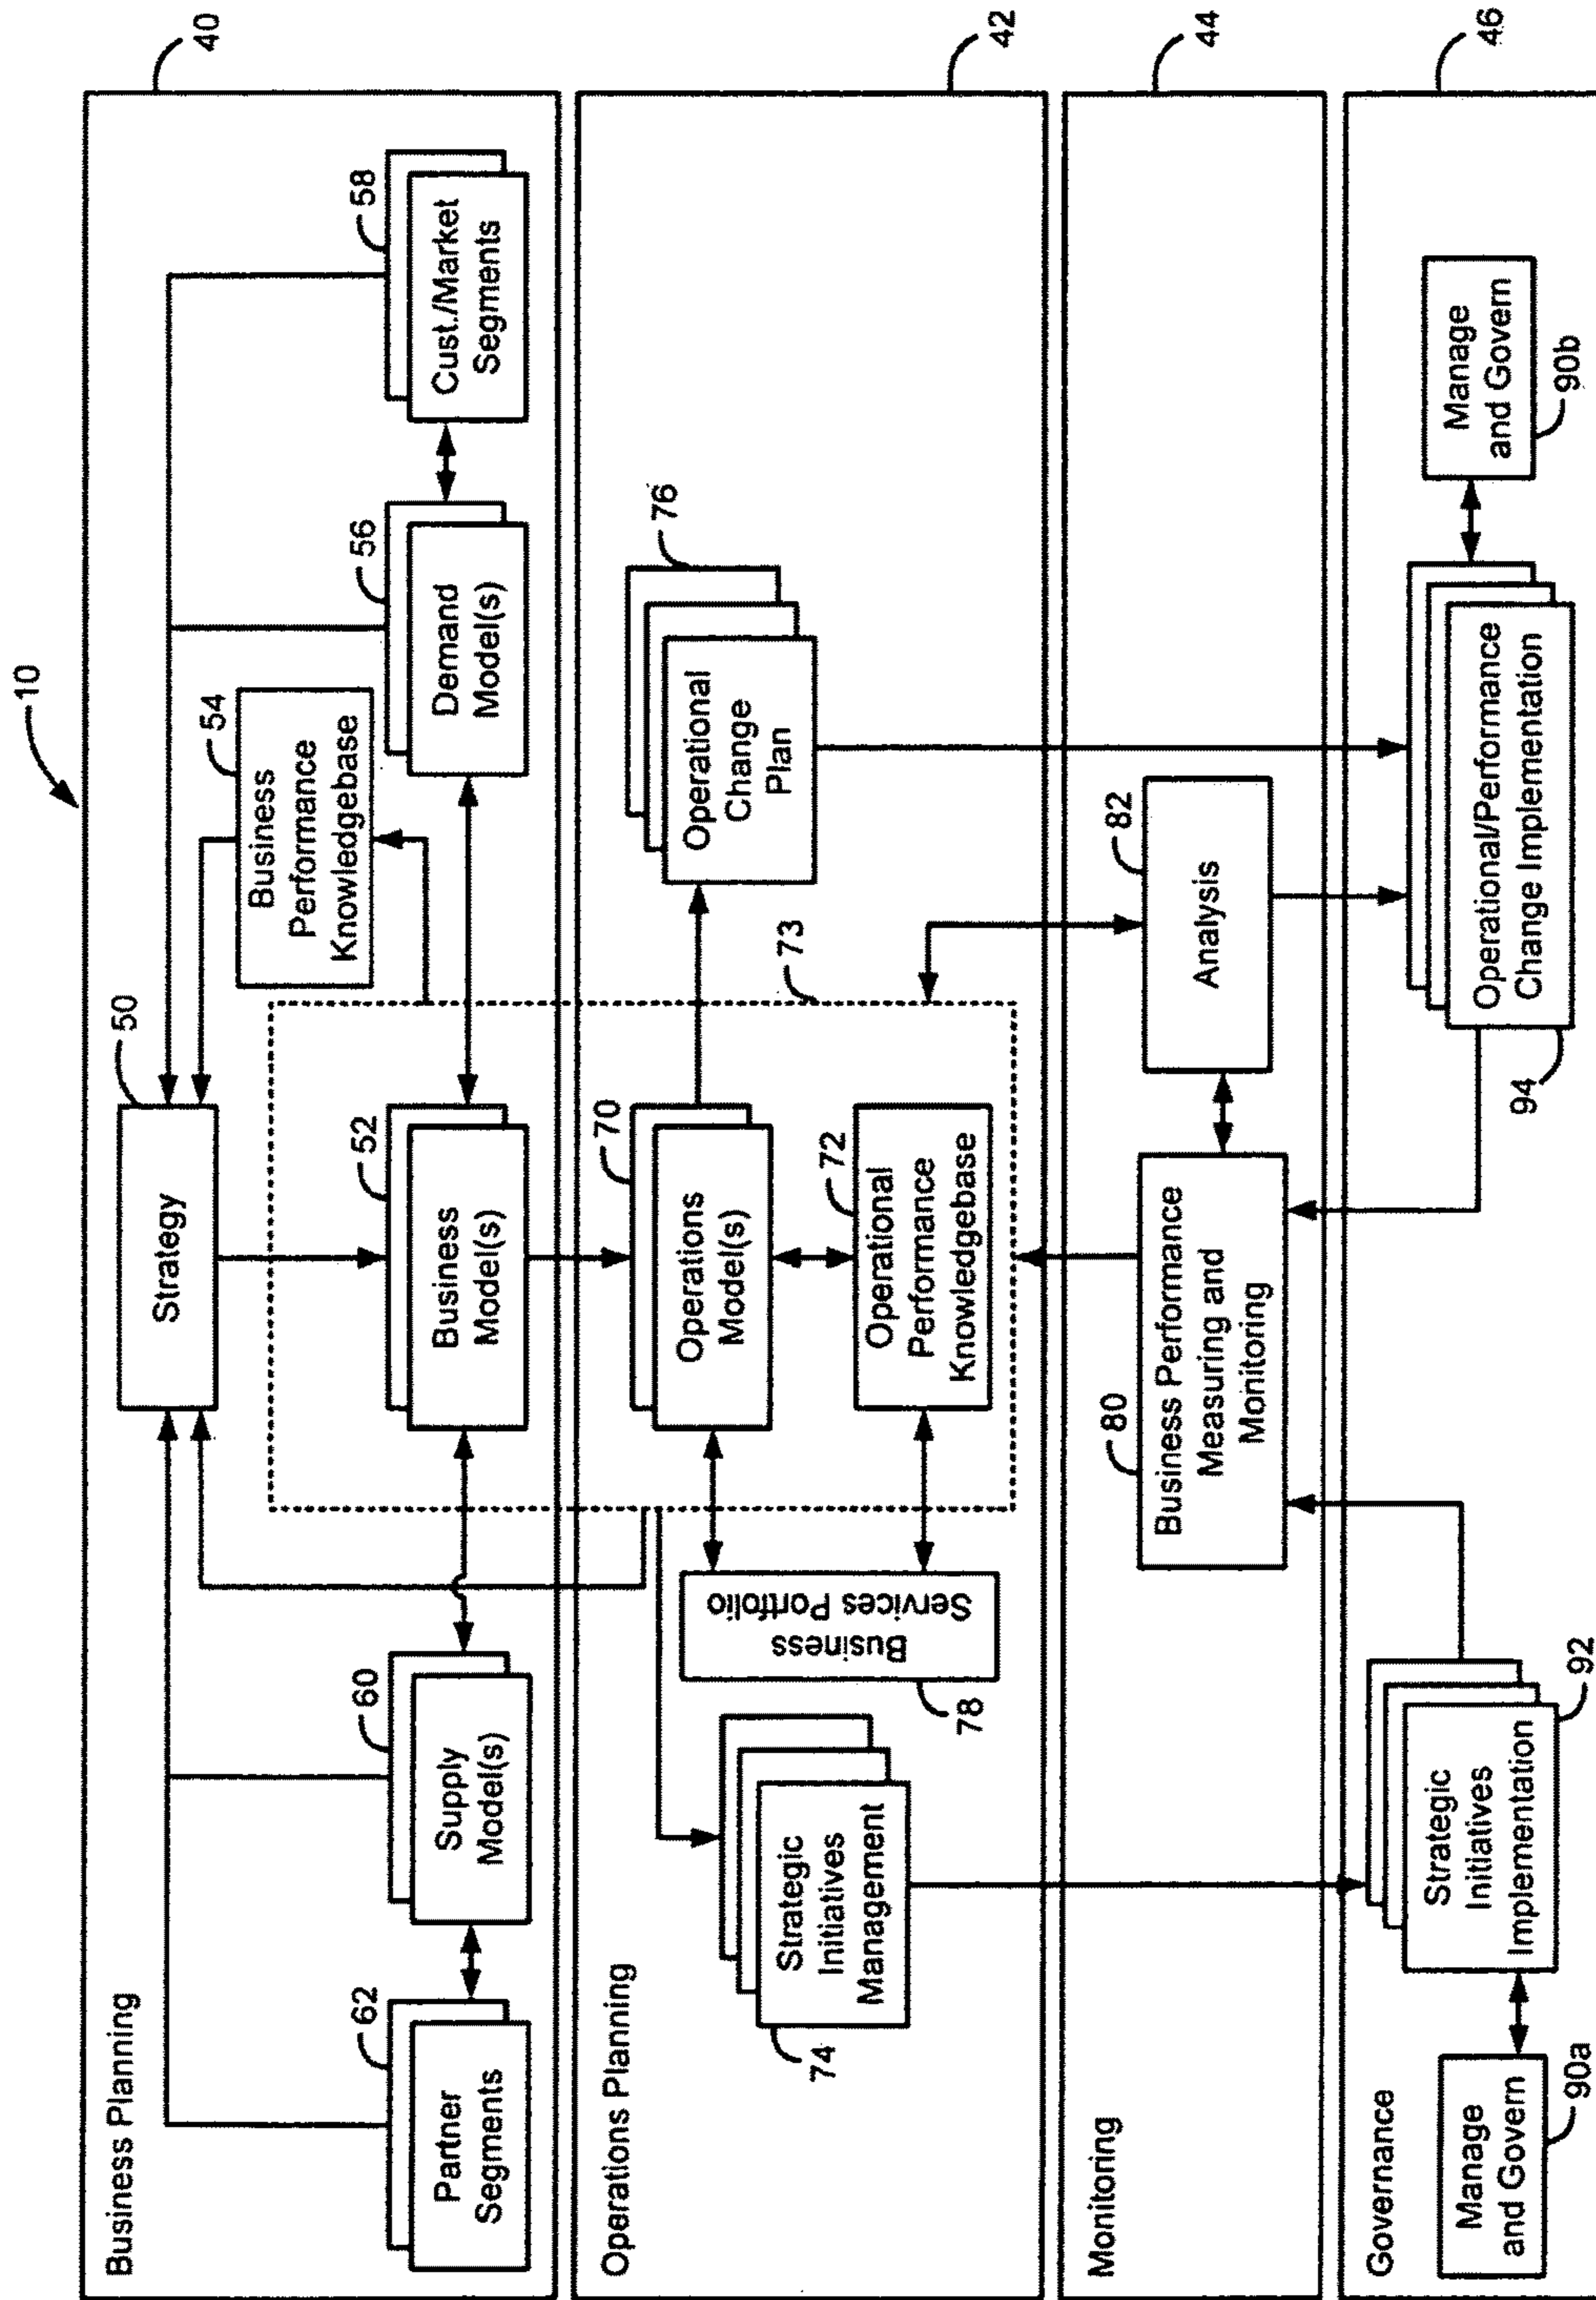 10
40
Business Planning
50
Strategy
54
Business
Performance
Knowledgebase
62
Partner
Segments
60
Supply
Model(s)
52
Business
Model(s)
56
Demand
Model(s)
58
Cust./Market
Segments
42
Operations Planning
73
74
Strategic
Initiatives
Management
78
Business
Services Portfolio
70
Operations
Model(s)
72
Operational
Performance
Knowledgebase
76
Operational
Change
Plan
44
Monitoring
80
Business Performance
Measuring and
Monitoring
82
Analysis
46
Governance
Manage
and Govern
90a
Strategic
Initiatives
Implementation
92
Operational/Performance
Change Implementation
94
Manage
and Govern
90b